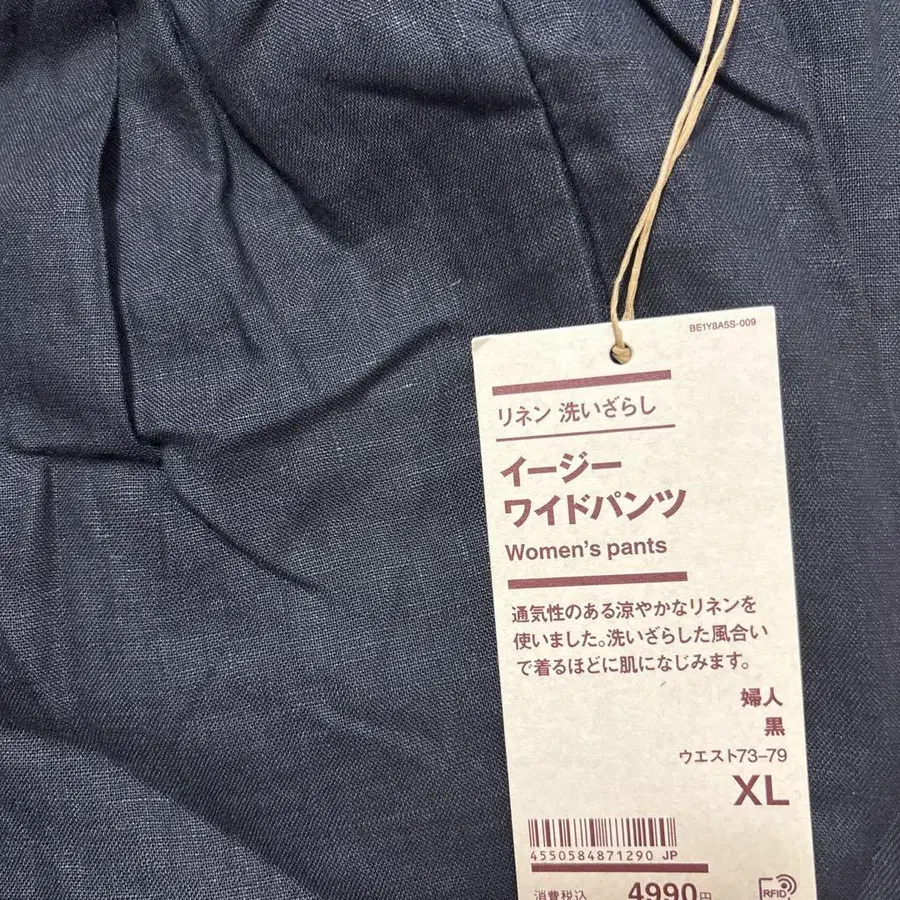 BE1Y8A5S-009
リネン 洗いざらし
イージー
ワイドパンツ
Women's pants
通気性のある涼やかなリネンを
使いました。洗いざらした風合い
で着るほどに肌になじみます。
婦人
黒
ウエスト73-79
XL
4550584871290 JP
消費税込 4990円
RFID